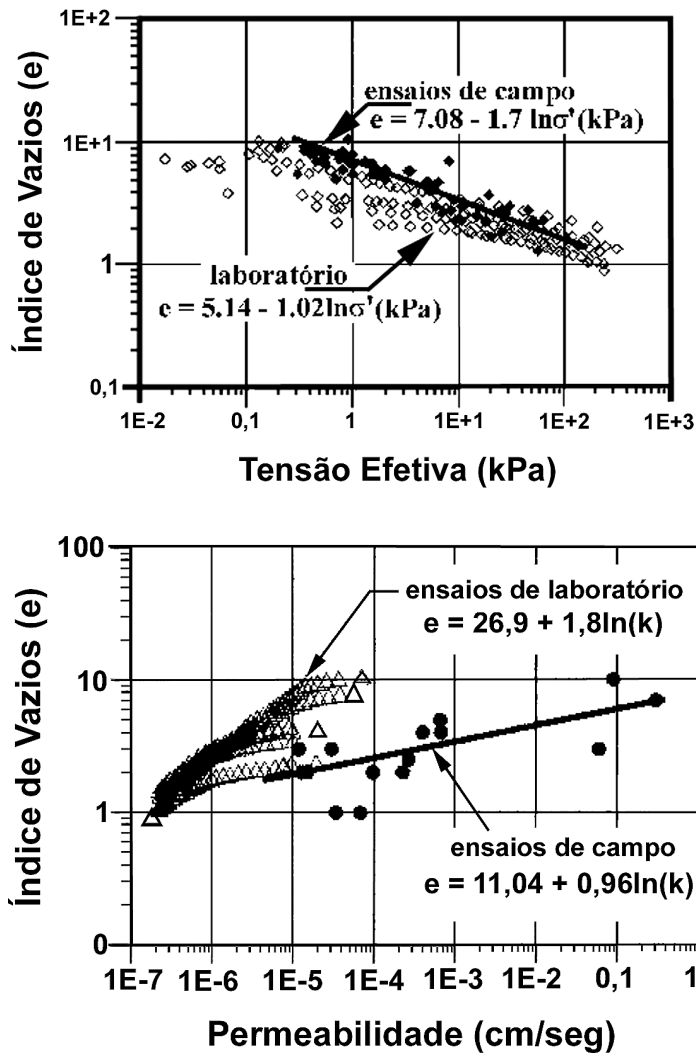 1E+2
1E+1
1
0,1
Índice de Vazios (e)
ensaios de campo
e = 7.08 - 1.7 lnσ'(kPa)
laboratório
e = 5.14 - 1.02lnσ'(kPa)
1E-2 0,1 1 1E+1 1E+2 1E+3
Tensão Efetiva (kPa)
100
10
1
0
Índice de Vazios (e)
ensaios de laboratório
e = 26,9 + 1,8ln(k)
ensaios de campo
e = 11,04 + 0,96ln(k)
1E-7 1E-6 1E-5 1E-4 1E-3 1E-2 0,1 1
Permeabilidade (cm/seg)